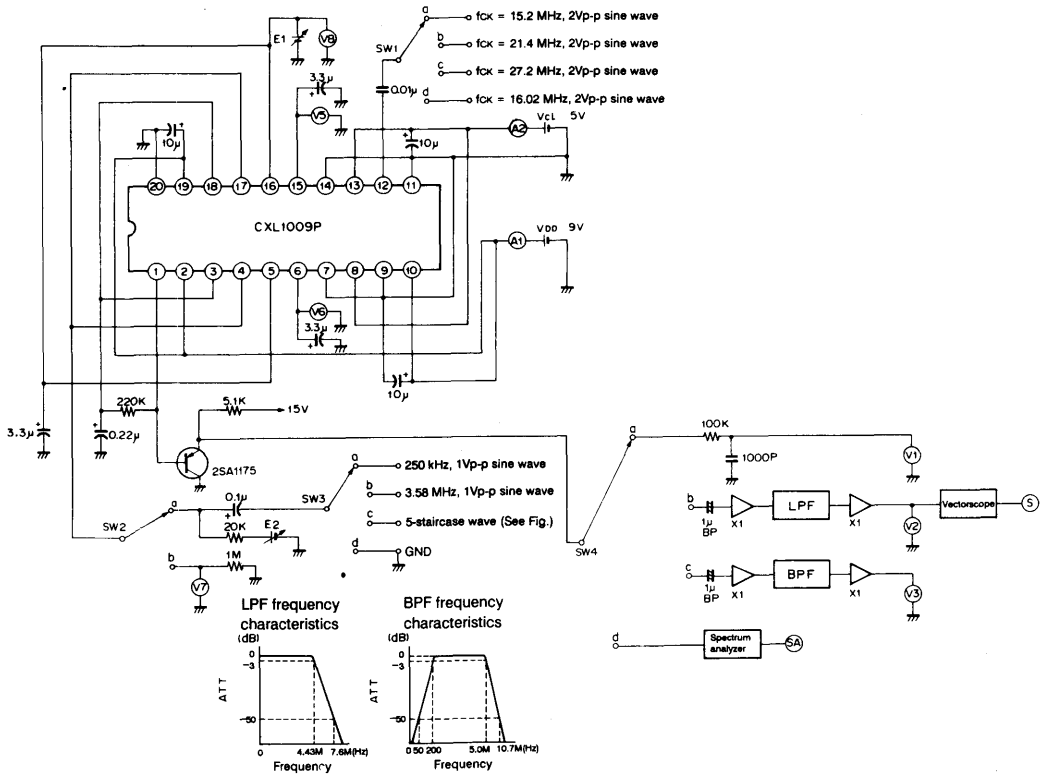 E1
V8
SW1
a
fCK = 15.2 MHz, 2Vp-p sine wave
b
fCK = 21.4 MHz, 2Vp-p sine wave
c
fCK = 27.2 MHz, 2Vp-p sine wave
d
fCK = 16.02 MHz, 2Vp-p sine wave
3.3μ
+
V5
0.01μ
+
10μ
+
10μ
A2
VCL
5V
20
19
18
17
16
15
14
13
12
11
CXL1009P
1
2
3
4
5
6
7
8
9
10
A1
VDD
9V
V6
3.3μ
+
+
10μ
220K
5.1K
15V
3.3μ
+
+
0.22μ
2SA1175
SW2
a
0.1μ
+
20K
E2
b
V7
1M
SW3
a
250 kHz, 1Vp-p sine wave
b
3.58 MHz, 1Vp-p sine wave
c
5-staircase wave (See Fig.)
d
GND
SW4
a
100K
1000P
V1
b
1μ
BP
X1
LPF
X1
V2
Vectorscope
S
c
1μ
BP
X1
BPF
X1
V3
d
Spectrum
analyzer
SA
LPF frequency
characteristics
(dB)
0
-3
ATT
-50
0
4.43M
7.6M(Hz)
Frequency
BPF frequency
characteristics
(dB)
0
-3
ATT
-50
0 50 200
5.0M
10.7M(Hz)
Frequency